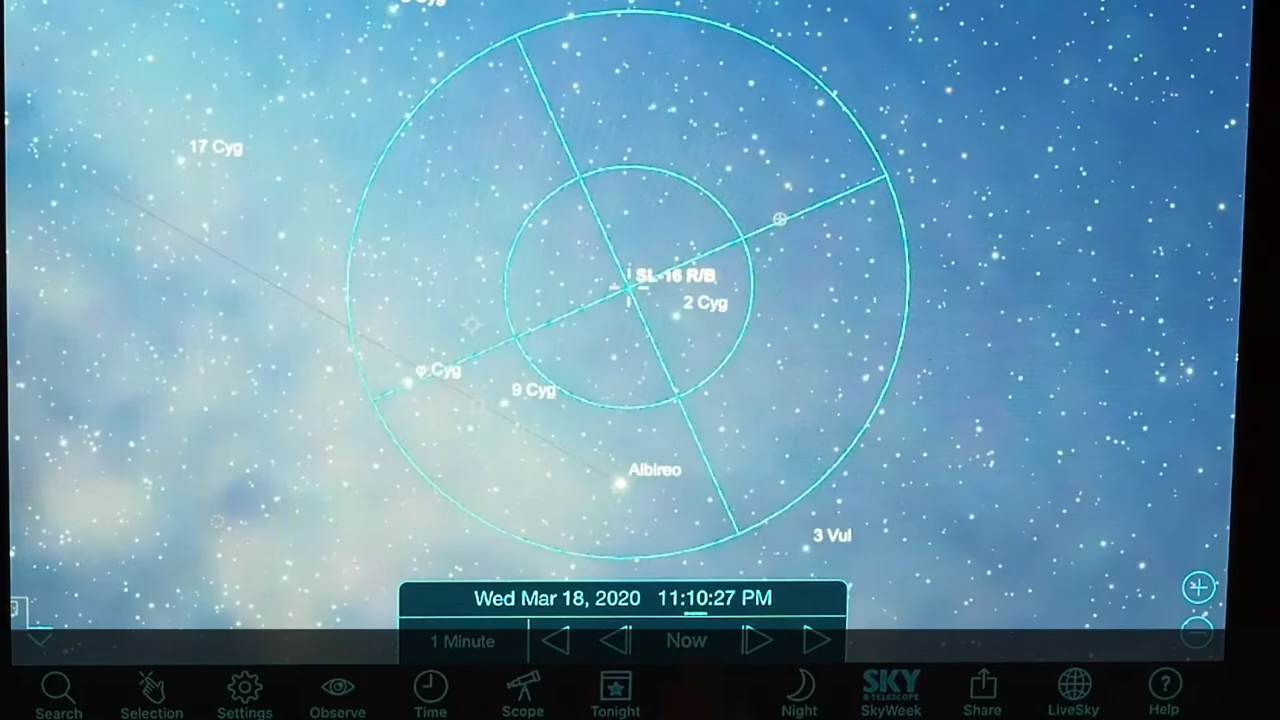 17 Cyg
SL-16 R/B
2 Cyg
φ Cyg
9 Cyg
Albireo
3 Vul
Wed Mar 18, 2020 11:10:27 PM
1 Minute
Now
Search
Selection
Settings
Observe
Time
Scope
Tonight
Night
SKY
& TELESCOPE
SkyWeek
Share
LiveSky
Help